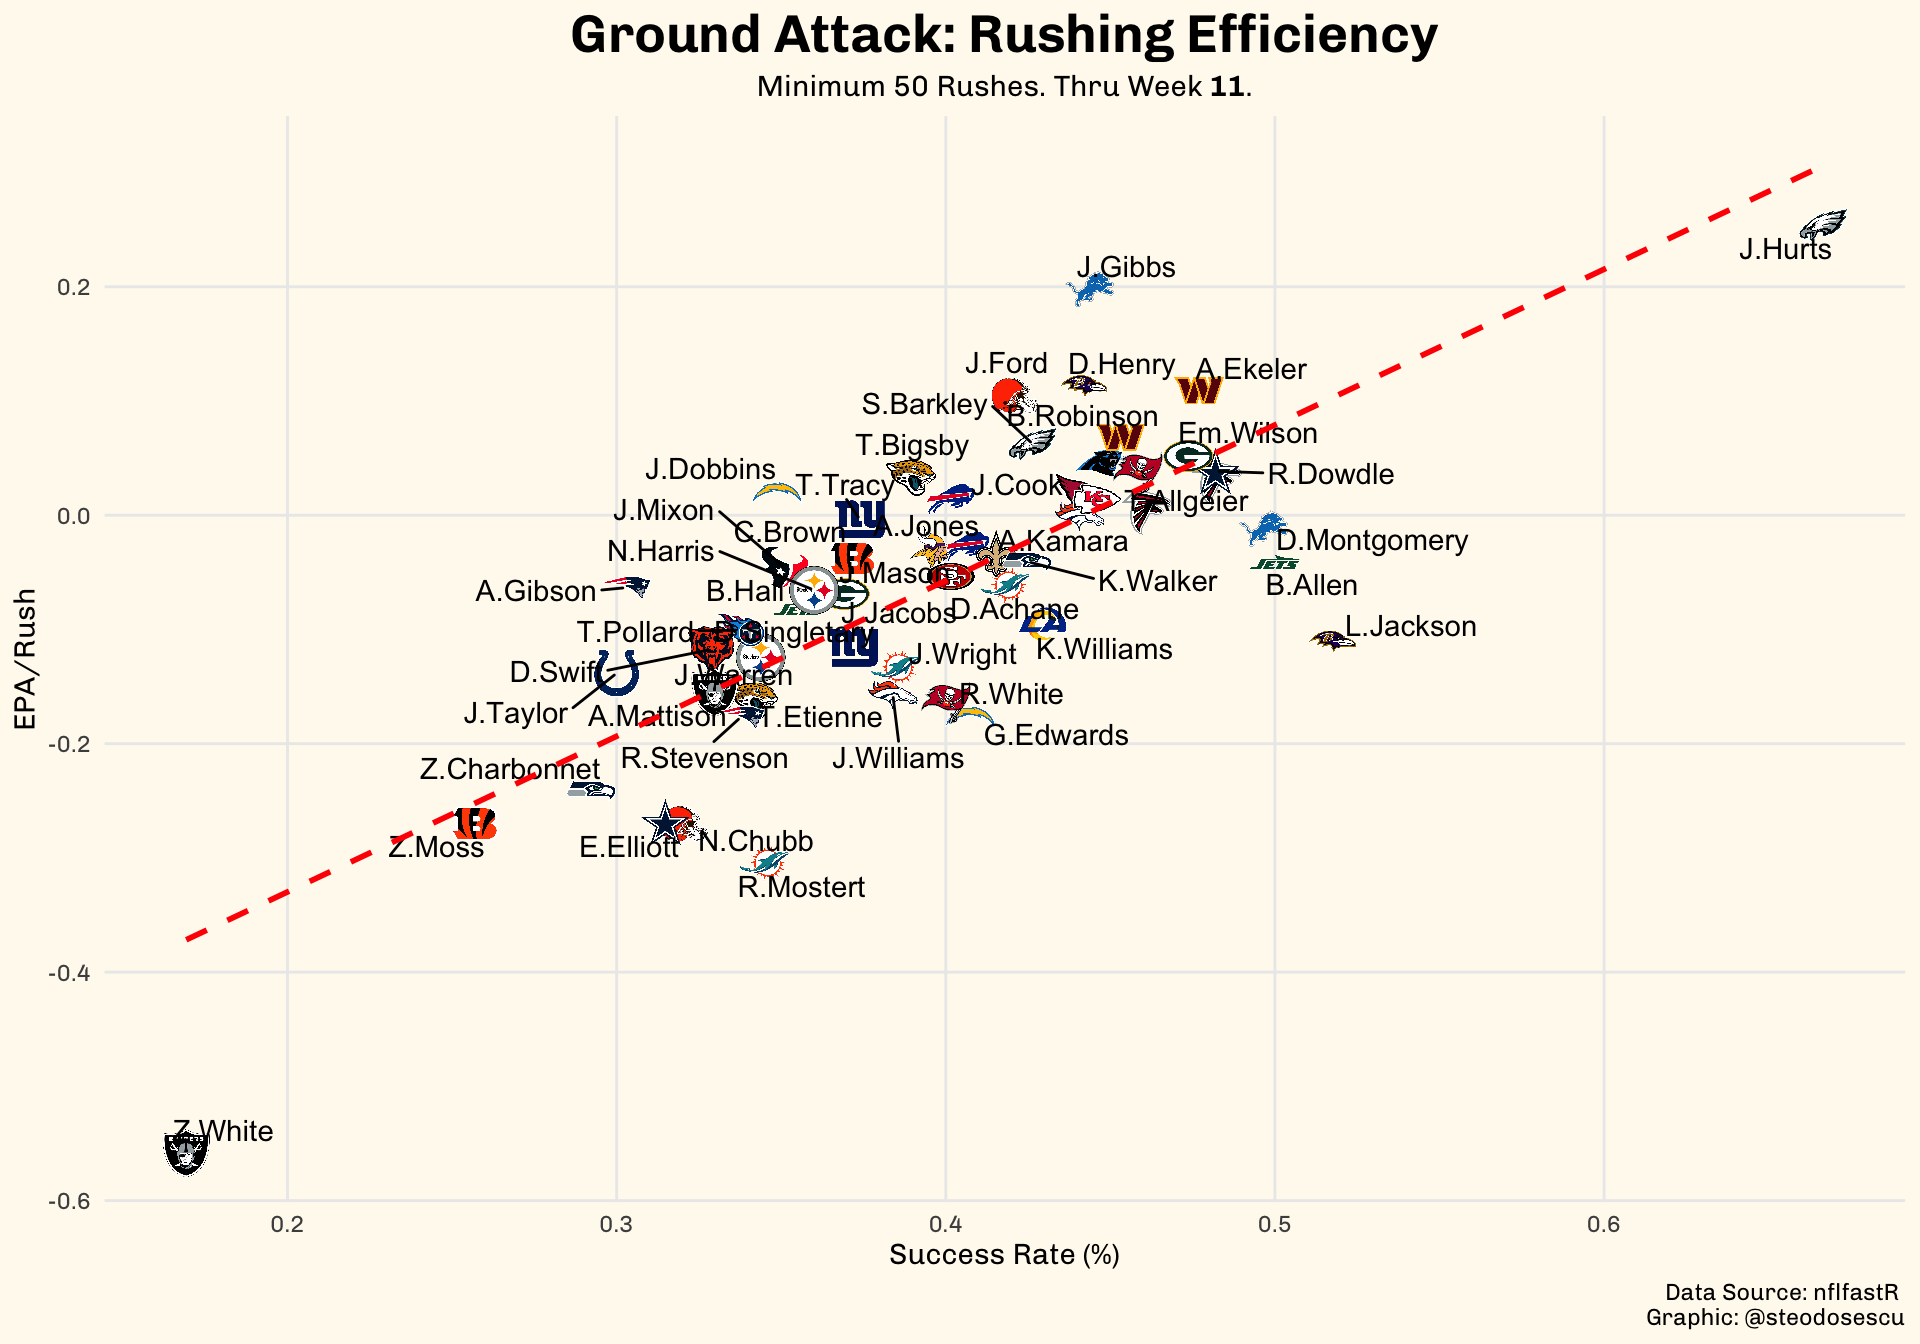 Ground Attack: Rushing Efficiency
Minimum 50 Rushes. Thru Week 11.
EPA/Rush
0.2
0.0
-0.2
-0.4
-0.6
J.Hurts
J.Gibbs
J.Ford
D.Henry
A.Ekeler
S.Barkley
B.Robinson
T.Bigsby
Em.Wilson
J.Dobbins
T.Tracy
J.Cook
R.Dowdle
T.Allgeier
J.Mixon
C.Brown
A.Jones
A.Kamara
D.Montgomery
N.Harris
J.Mason
K.Walker
B.Allen
JETS
A.Gibson
B.Hall
J.Jacobs
D.Achane
T.Pollard
D.Singletary
L.Jackson
K.Williams
D.Swift
J.Wright
J.Warren
J.Taylor
A.Mattison
T.Etienne
R.White
G.Edwards
R.Stevenson
J.Williams
Z.Charbonnet
Z.Moss
E.Elliott
N.Chubb
R.Mostert
Z.White
0.2
0.3
0.4
0.5
0.6
Success Rate (%)
Data Source: nflfastR
Graphic: @steodosescu